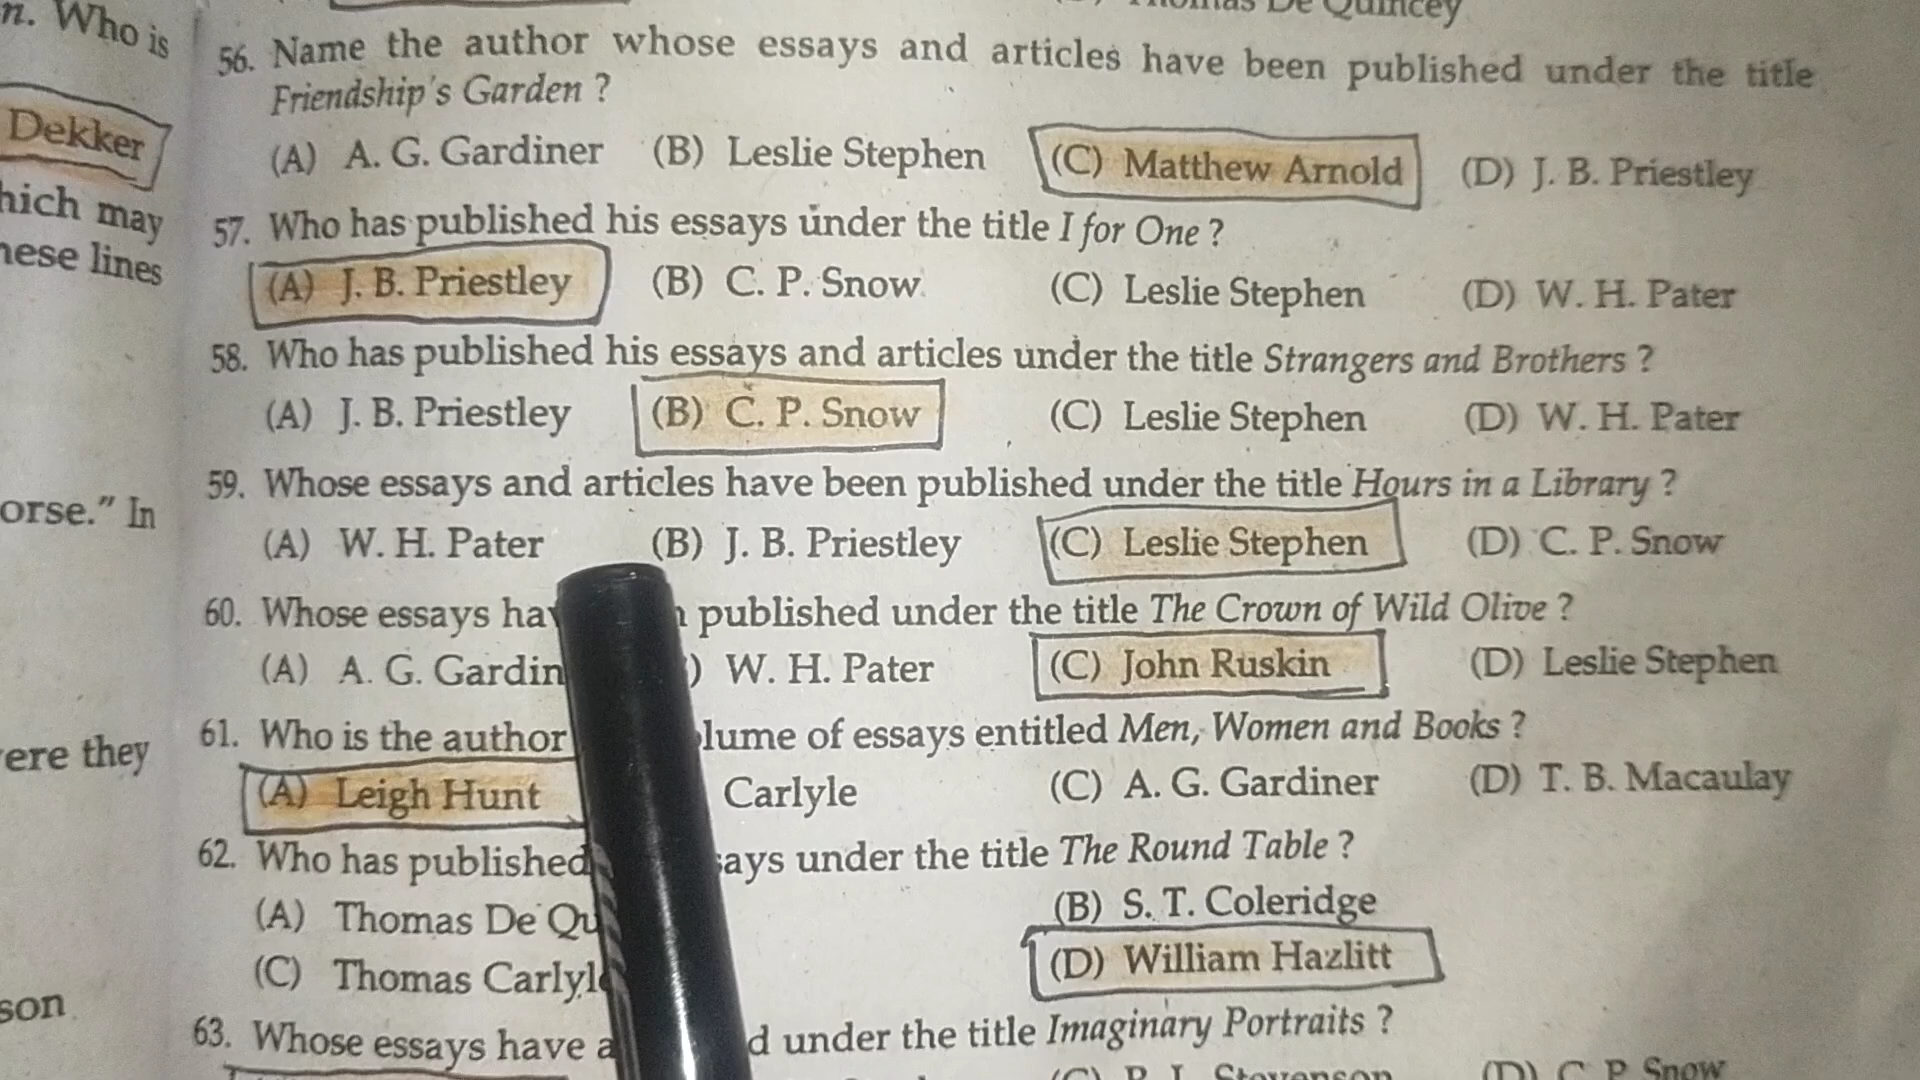 n. Who is
Dekker
hich may
hese lines
orse." In
ere they
son
Thomas De Quincey
56. Name the author whose essays and articles have been published under the title
Friendship's Garden ?
(A) A. G. Gardiner (B) Leslie Stephen (C) Matthew Arnold (D) J. B. Priestley
57. Who has published his essays under the title I for One ?
(A) J. B. Priestley (B) C. P. Snow (C) Leslie Stephen (D) W. H. Pater
58. Who has published his essays and articles under the title Strangers and Brothers ?
(A) J. B. Priestley (B) C. P. Snow (C) Leslie Stephen (D) W. H. Pater
59. Whose essays and articles have been published under the title Hours in a Library ?
(A) W. H. Pater (B) J. B. Priestley (C) Leslie Stephen (D) C. P. Snow
60. Whose essays published under the title The Crown of Wild Olive ?
(A) A. G. Gardin ) W. H. Pater (C) John Ruskin (D) Leslie Stephen
61. Who is the author lume of essays entitled Men, Women and Books ?
(A) Leigh Hunt Carlyle (C) A. G. Gardiner (D) T. B. Macaulay
62. Who has published says under the title The Round Table ?
(A) Thomas De Qu (B) S. T. Coleridge
(C) Thomas Carlyl (D) William Hazlitt
63. Whose essays have a d under the title Imaginary Portraits ?
(C) R. L. Stevenson (D) C. P. Snow